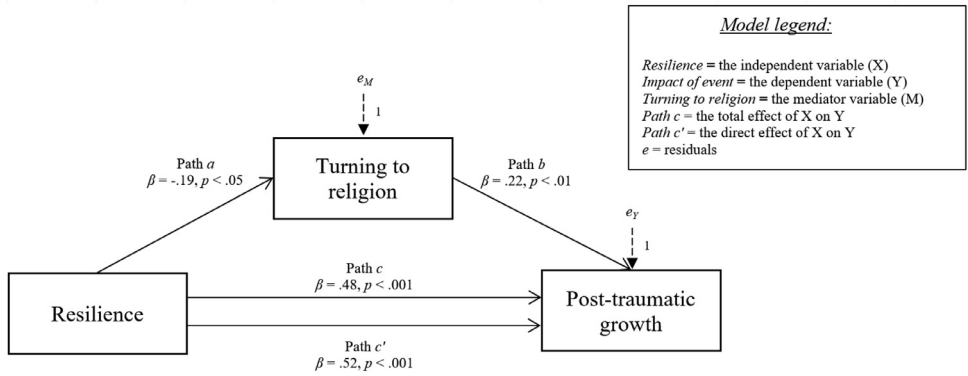 Model legend:
Resilience = the independent variable (X)
Impact of event = the dependent variable (Y)
Turning to religion = the mediator variable (M)
Path c = the total effect of X on Y
Path c' = the direct effect of X on Y
e = residuals
eM
1
Turning to
religion
Path a
β = -.19, p < .05
Path b
β = .22, p < .01
eY
1
Resilience
Path c
β = .48, p < .001
Post-traumatic
growth
Path c'
β = .52, p < .001